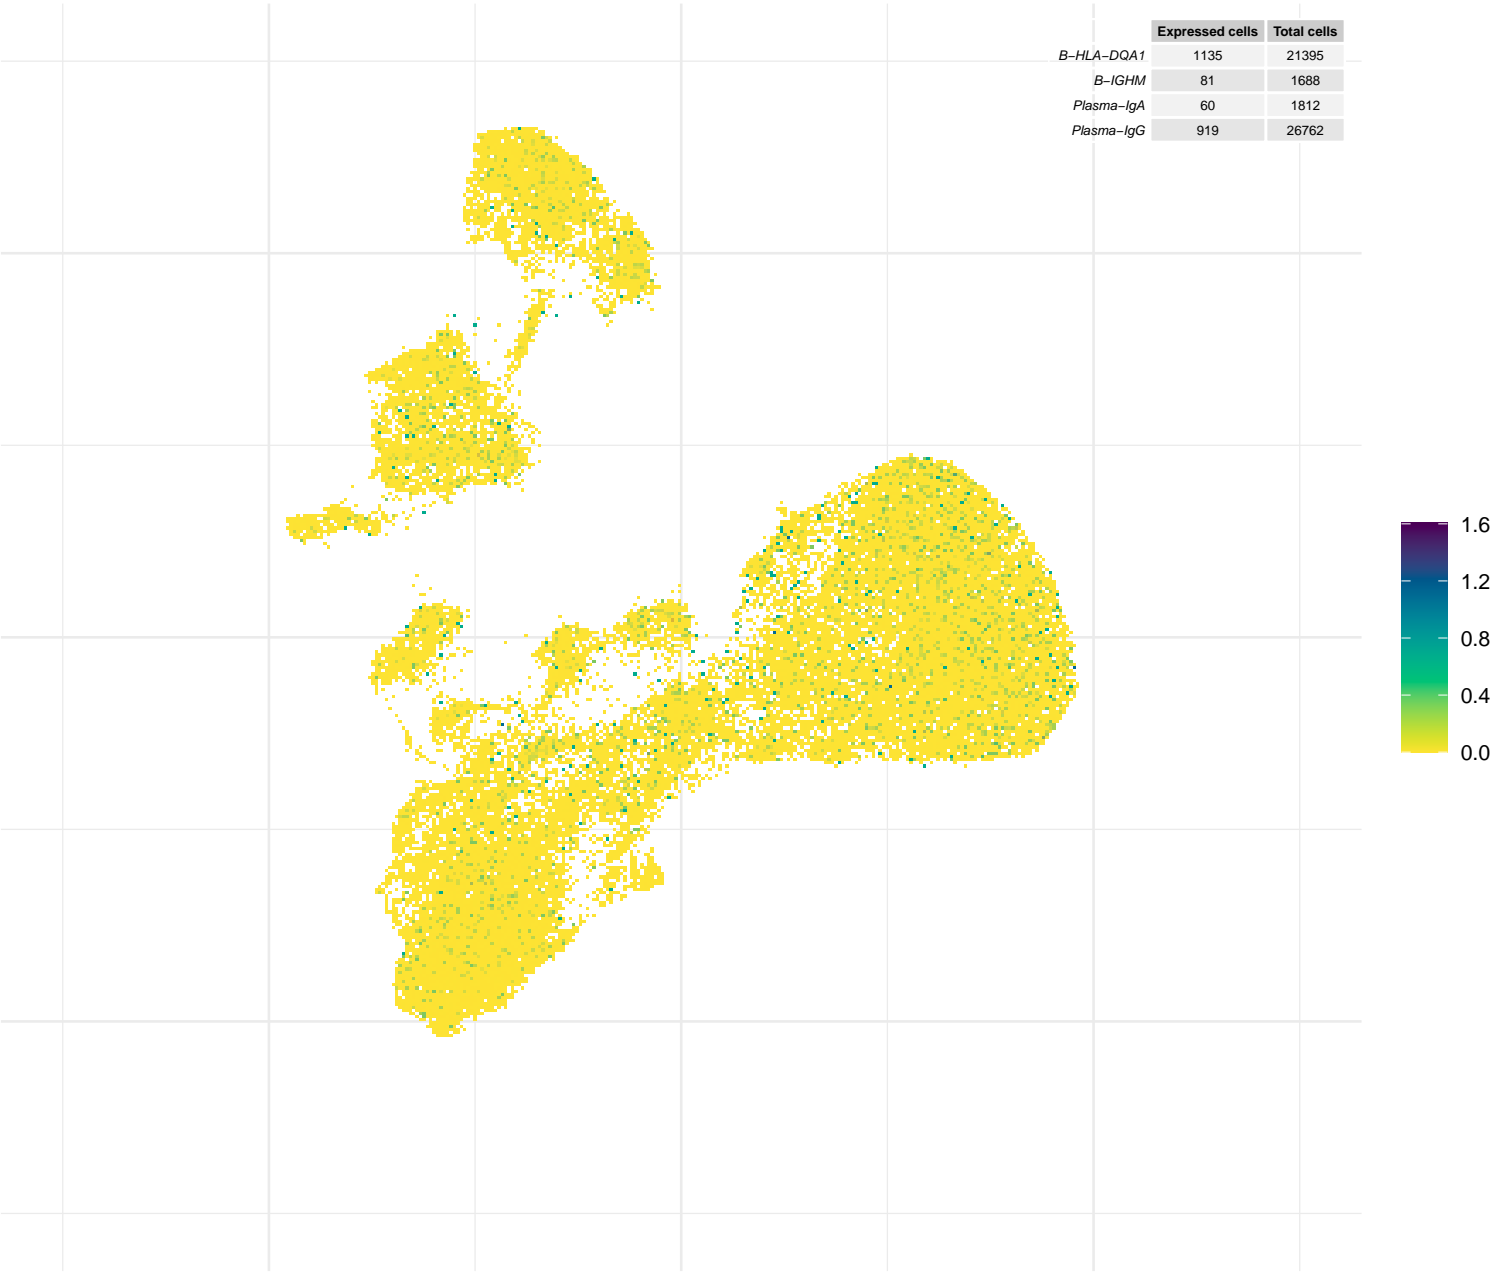 Expressed cells Total cells
B−HLA−DQA1 1135 21395
B−IGHM 81 1688
Plasma−IgA 60 1812
Plasma−IgG 919 26762
1.6
1.2
0.8
0.4
0.0